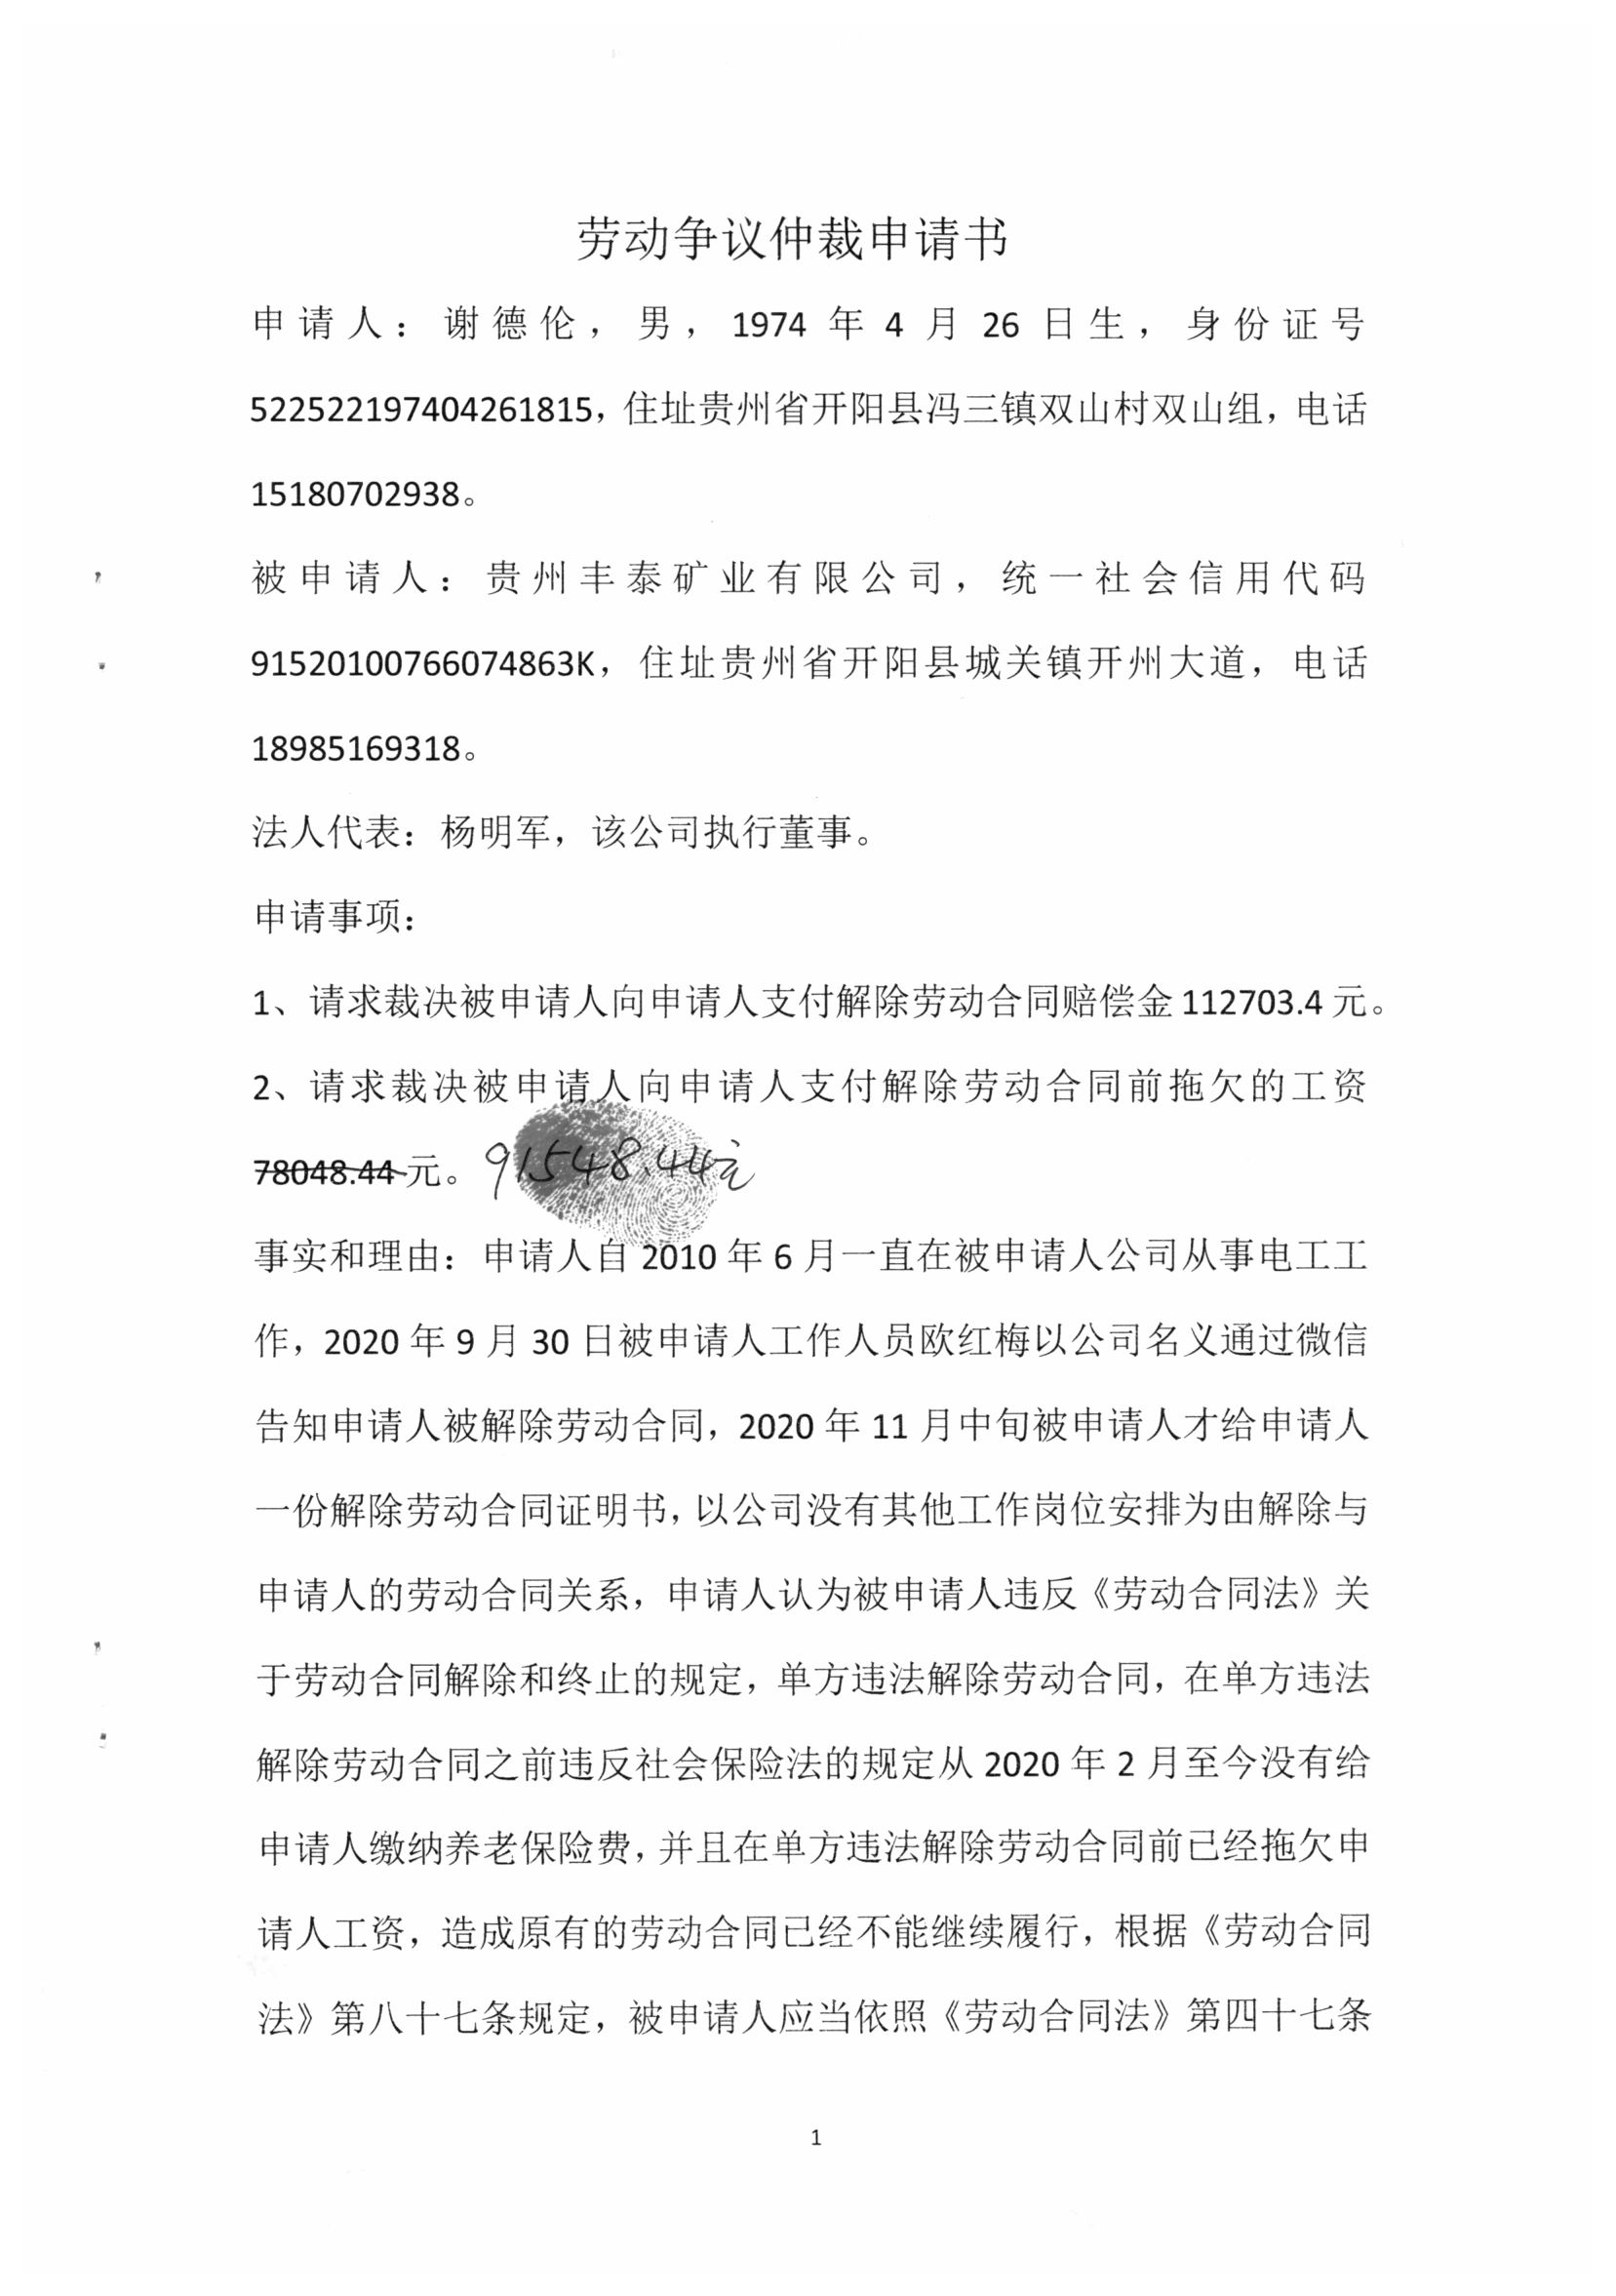 劳动争议仲裁申请书
申请人：谢德伦，男，1974 年 4 月 26 日生，身份证号
522522197404261815，住址贵州省开阳县冯三镇双山村双山组，电话
15180702938。
被申请人：贵州丰泰矿业有限公司，统一社会信用代码
91520100766074863K，住址贵州省开阳县城关镇开州大道，电话
18985169318。
法人代表：杨明军，该公司执行董事。
申请事项：
1、请求裁决被申请人向申请人支付解除劳动合同赔偿金 112703.4 元。
2、请求裁决被申请人向申请人支付解除劳动合同前拖欠的工资
78048.44 元。91548.44元
事实和理由：申请人自 2010 年 6 月一直在被申请人公司从事电工工
作，2020 年 9 月 30 日被申请人工作人员欧红梅以公司名义通过微信
告知申请人被解除劳动合同，2020 年 11 月中旬被申请人才给申请人
一份解除劳动合同证明书，以公司没有其他工作岗位安排为由解除与
申请人的劳动合同关系，申请人认为被申请人违反《劳动合同法》关
于劳动合同解除和终止的规定，单方违法解除劳动合同，在单方违法
解除劳动合同之前违反社会保险法的规定从 2020 年 2 月至今没有给
申请人缴纳养老保险费，并且在单方违法解除劳动合同前已经拖欠申
请人工资，造成原有的劳动合同已经不能继续履行，根据《劳动合同
法》第八十七条规定，被申请人应当依照《劳动合同法》第四十七条
1